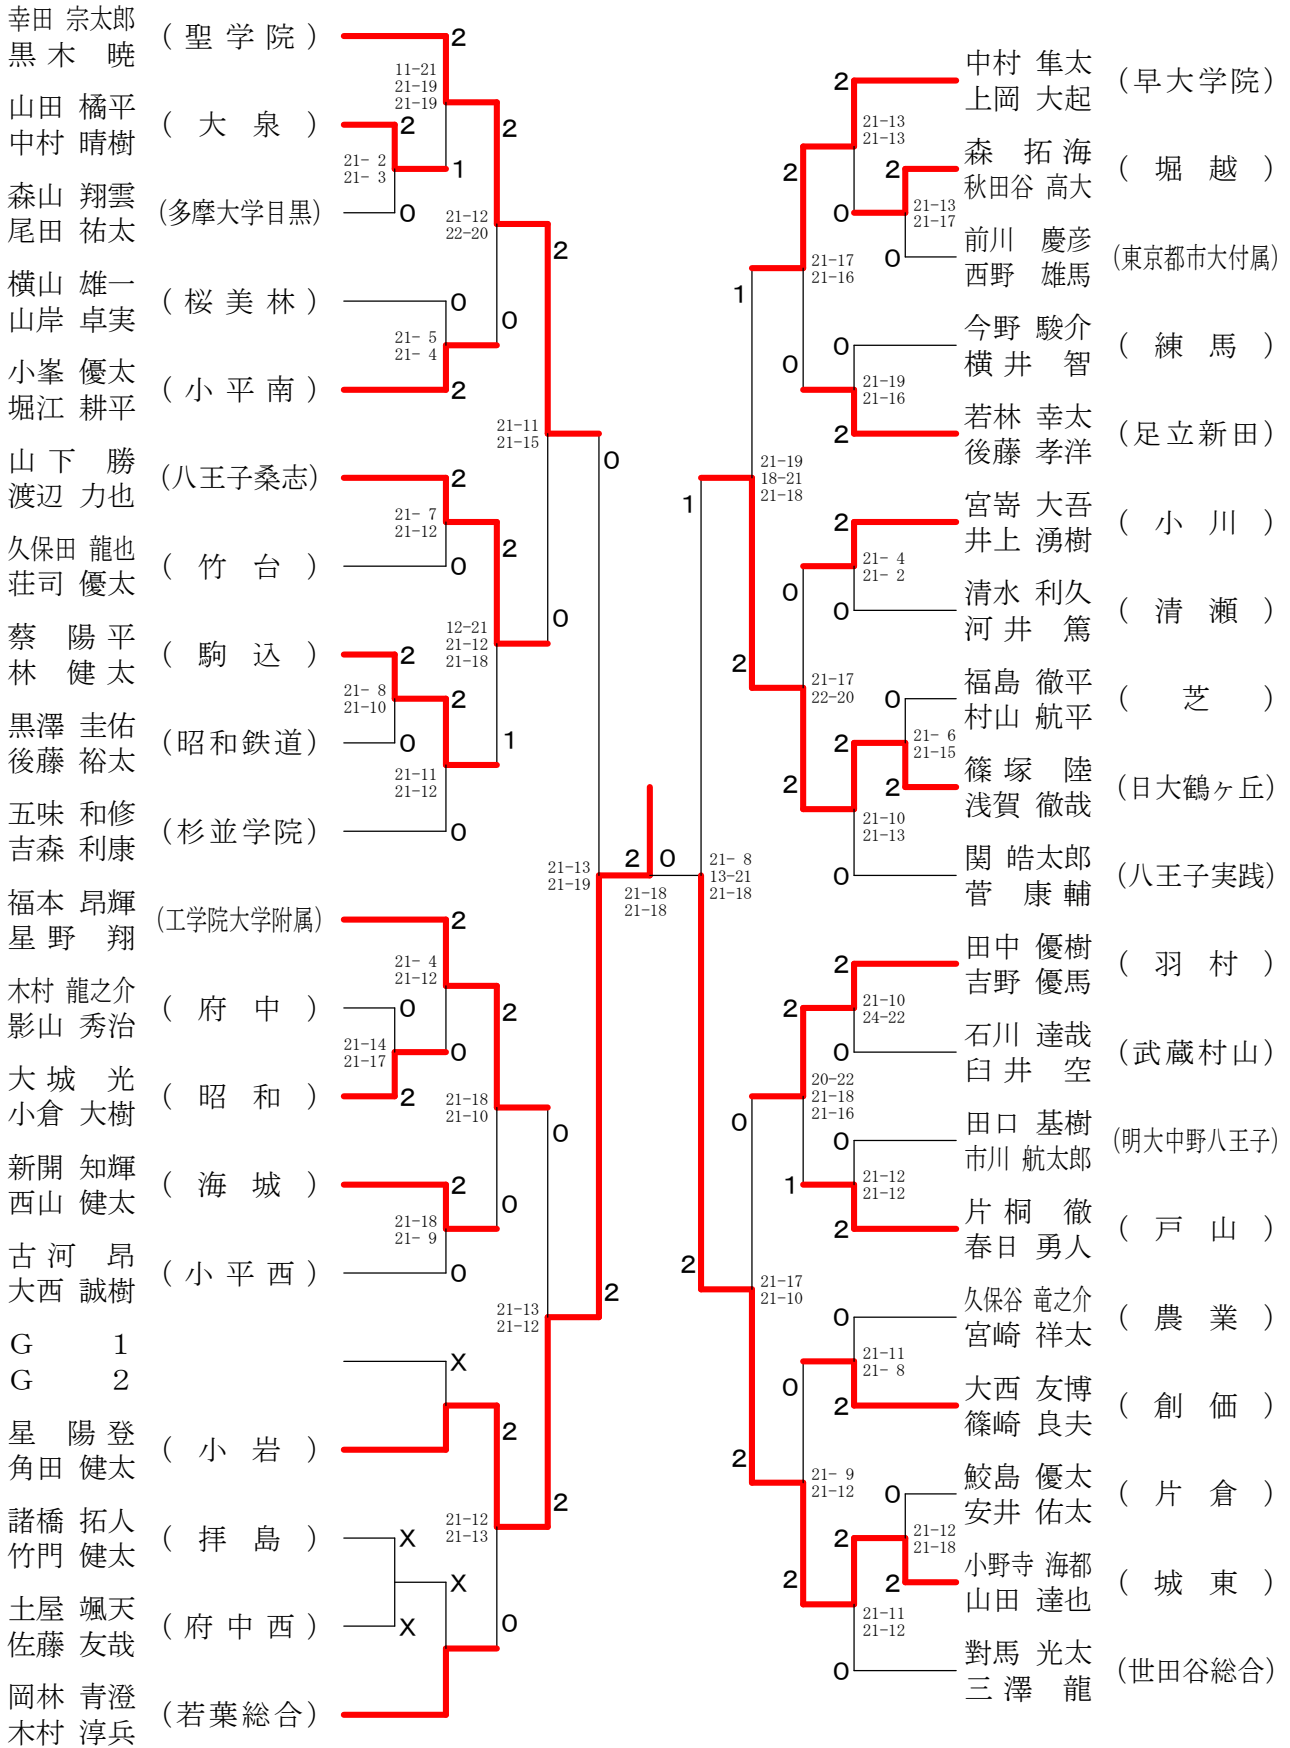 幸田 宗太郎
黒木 暁
(聖学院)
2
11-21
21-19
21-19
山田 橘平
中村 晴樹
(大泉)
2
2
21- 2
21- 3
1
森山 翔雲
尾田 祐太
(多摩大学目黒)
0
21-12
22-20
2
横山 雄一
山岸 卓実
(桜美林)
0
0
21- 5
21- 4
小峯 優太
堀江 耕平
(小平南)
2
21-11
21-15
0
山下 勝
渡辺 力也
(八王子桑志)
2
21- 7
21-12
2
久保田 龍也
荘司 優太
(竹台)
0
0
12-21
21-12
21-18
蔡 陽平
林 健太
(駒込)
2
21- 8
21-10
2
黒澤 圭佑
後藤 裕太
(昭和鉄道)
0
1
21-11
21-12
五味 和修
吉森 利康
(杉並学院)
0
21-13
21-19
2
0
21-18
21-18
福本 昂輝
星野 翔
(工学院大学附属)
2
21- 4
21-12
木村 龍之介
影山 秀治
(府中)
0
2
21-14
21-17
0
大城 光
小倉 大樹
(昭和)
2
21-18
21-10
0
新開 知輝
西山 健太
(海城)
2
0
21-18
21- 9
古河 昂
大西 誠樹
(小平西)
0
2
21-13
21-12
G 1
G 2
X
星 陽登
角田 健太
(小岩)
2
2
21-12
21-13
諸橋 拓人
竹門 健太
(拝島)
X
X
土屋 颯天
佐藤 友哉
(府中西)
X
0
岡林 青澄
木村 淳兵
(若葉総合)
中村 隼太
上岡 大起
(早大学院)
2
21-13
21-13
森 拓海
秋田谷 高大
(堀越)
2
2
0
21-13
21-17
前川 慶彦
西野 雄馬
(東京都市大付属)
0
21-17
21-16
1
今野 駿介
横井 智
(練馬)
0
0
21-19
21-16
若林 幸太
後藤 孝洋
(足立新田)
2
21-19
18-21
21-18
1
宮嵜 大吾
井上 湧樹
(小川)
2
21- 4
21- 2
0
清水 利久
河井 篤
(清瀬)
0
2
21-17
22-20
福島 徹平
村山 航平
(芝)
0
21- 6
21-15
2
篠塚 陸
浅賀 徹哉
(日大鶴ヶ丘)
2
2
21-10
21-13
関 皓太郎
菅 康輔
(八王子実践)
0
21- 8
13-21
21-18
田中 優樹
吉野 優馬
(羽村)
2
2
21-10
24-22
石川 達哉
臼井 空
(武蔵村山)
0
20-22
21-18
21-16
0
田口 基樹
市川 航太郎
(明大中野八王子)
0
1
21-12
21-12
片桐 徹
春日 勇人
(戸山)
2
2
21-17
21-10
久保谷 竜之介
宮崎 祥太
(農業)
0
21-11
21- 8
0
大西 友博
篠崎 良夫
(創価)
2
2
21- 9
21-12
鮫島 優太
安井 佑太
(片倉)
0
2
21-12
21-18
小野寺 海都
山田 達也
(城東)
2
2
21-11
21-12
對馬 光太
三澤 龍
(世田谷総合)
0